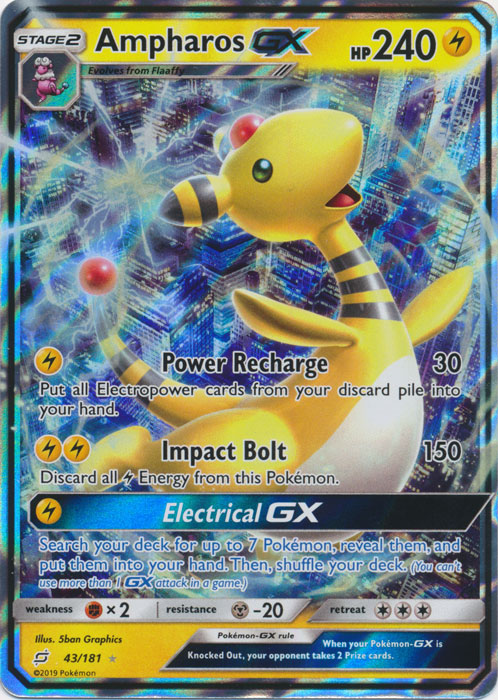 STAGE2
Ampharos GX
HP240
Evolves from Flaaffy
Power Recharge 30
Put all Electropower cards from your discard pile into
your hand.
Impact Bolt 150
Discard all Energy from this Pokémon.
Electrical GX
Search your deck for up to 7 Pokémon, reveal them, and
put them into your hand. Then, shuffle your deck. (You can't
use more than 1 GX attack in a game.)
weakness ×2 resistance -20 retreat
Illus. 5ban Graphics
Pokémon-GX rule
When your Pokémon-GX is
Knocked Out, your opponent takes 2 Prize cards.
43/181 ★
©2019 Pokémon